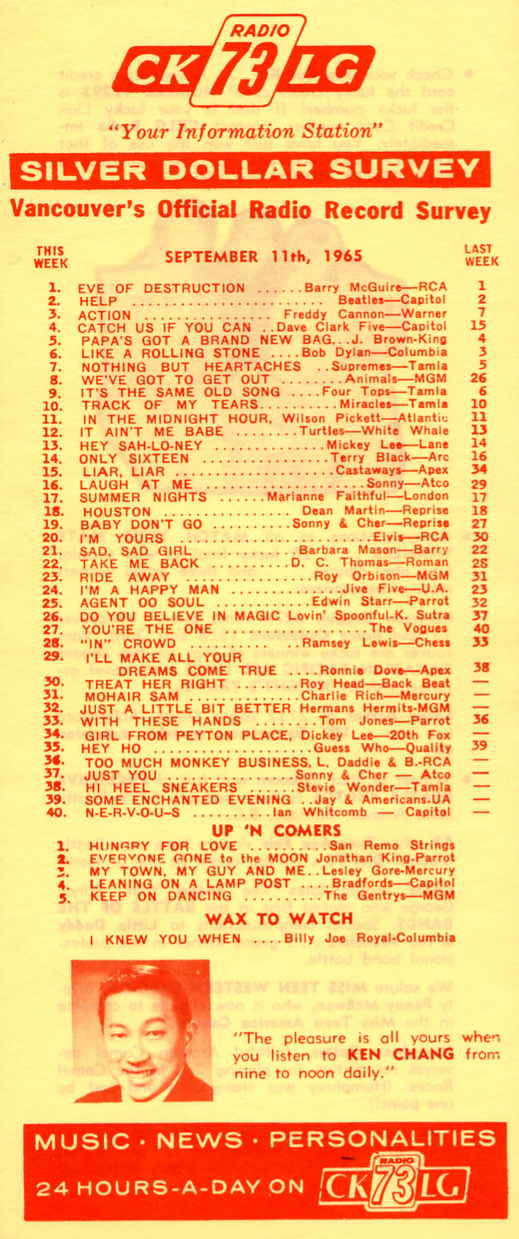 RADIO
CK 73 LG
"Your Information Station"
SILVER DOLLAR SURVEY
Vancouver's Official Radio Record Survey
THIS WEEK SEPTEMBER 11th, 1965 LAST WEEK
1. EVE OF DESTRUCTION ......Barry McGuire—RCA 1
2. HELP ........................ Beatles—Capitol 2
3. ACTION ................. Freddy Cannon—Warner 7
4. CATCH US IF YOU CAN ..Dave Clark Five—Capitol 15
5. PAPA'S GOT A BRAND NEW BAG...J. Brown-King 4
6. LIKE A ROLLING STONE ....Bob Dylan—Columbia 3
7. NOTHING BUT HEARTACHES ..Supremes—Tamla 5
8. WE'VE GOT TO GET OUT ........Animals—MGM 26
9. IT'S THE SAME OLD SONG ....Four Tops—Tamla 6
10. TRACK OF MY TEARS..........Miracles—Tamla 10
11. IN THE MIDNIGHT HOUR, Wilson Pickett—Atlantic 11
12. IT AIN'T ME BABE ........Turtles—White Whale 13
13. HEY SAH-LO-NEY ...............Mickey Lee—Lane 14
14. ONLY SIXTEEN .................Terry Black—Arc 16
15. LIAR, LIAR ....................Castaways—Apex 34
16. LAUGH AT ME ......................Sonny—Atco 29
17. SUMMER NIGHTS ......Marianne Faithful—London 17
18. HOUSTON ................... Dean Martin—Reprise 18
19. BABY DON'T GO ..........Sonny & Cher—Reprise 27
20. I'M YOURS .........................Elvis—RCA 30
21. SAD, SAD GIRL ...........Barbara Mason—Barry 22
22. TAKE ME BACK ..........D. C. Thomas—Roman 28
23. RIDE AWAY ..................Roy Orbison—MGM 31
24. I'M A HAPPY MAN ...............Jive Five—U.A. 23
25. AGENT OO SOUL .............Edwin Starr—Parrot 32
26. DO YOU BELIEVE IN MAGIC Lovin' Spoonful-K. Sutra 37
27. YOU'RE THE ONE ....................The Vogues 40
28. "IN" CROWD .......... ..Ramsey Lewis—Chess 33
29. I'LL MAKE ALL YOUR
DREAMS COME TRUE ....Ronnie Dove—Apex 38
30. TREAT HER RIGHT ........Roy Head—Back Beat —
31. MOHAIR SAM ...............Charlie Rich—Mercury —
32. JUST A LITTLE BIT BETTER Hermans Hermits-MGM —
33. WITH THESE HANDS ........Tom Jones—Parrot 36
34. GIRL FROM PEYTON PLACE, Dickey Lee—20th Fox —
35. HEY HO ....................Guess Who—Quality 39
36. TOO MUCH MONKEY BUSINESS, L. Daddie & B.-RCA —
37. JUST YOU ................Sonny & Cher — Atco —
38. HI HEEL SNEAKERS ......Stevie Wonder—Tamla —
39. SOME ENCHANTED EVENING ..Jay & Americans-UA —
40. N-E-R-V-O-U-S ..........Ian Whitcomb — Capitol —
UP 'N COMERS
1. HUNGRY FOR LOVE ............San Remo Strings
2. EVERYONE GONE to the MOON Jonathan King-Parrot
3. MY TOWN, MY GUY AND ME..Lesley Gore-Mercury
4. LEANING ON A LAMP POST ....Bradfords—Capitol
5. KEEP ON DANCING ..........The Gentrys—MGM
WAX TO WATCH
I KNEW YOU WHEN ....Billy Joe Royal-Columbia
"The pleasure is all yours when
you listen to KEN CHANG from
nine to noon daily."
MUSIC · NEWS · PERSONALITIES
24 HOURS-A-DAY ON RADIO CK 73 LG